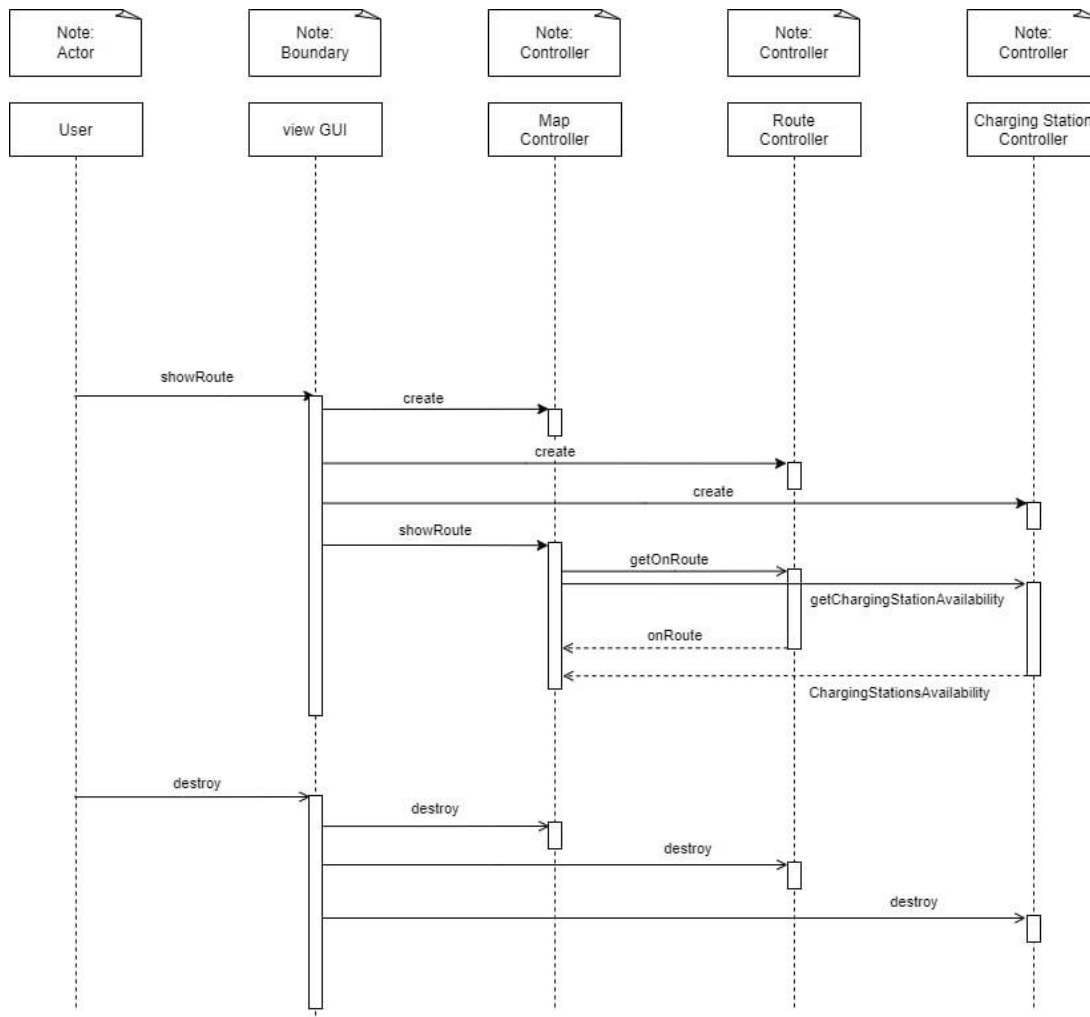 Note:
Actor
Note:
Boundary
Note:
Controller
Note:
Controller
Note:
Controller
User
view GUI
Map
Controller
Route
Controller
Charging Station
Controller
showRoute
create
create
create
showRoute
getOnRoute
getChargingStationAvailability
onRoute
ChargingStationsAvailability
destroy
destroy
destroy
destroy